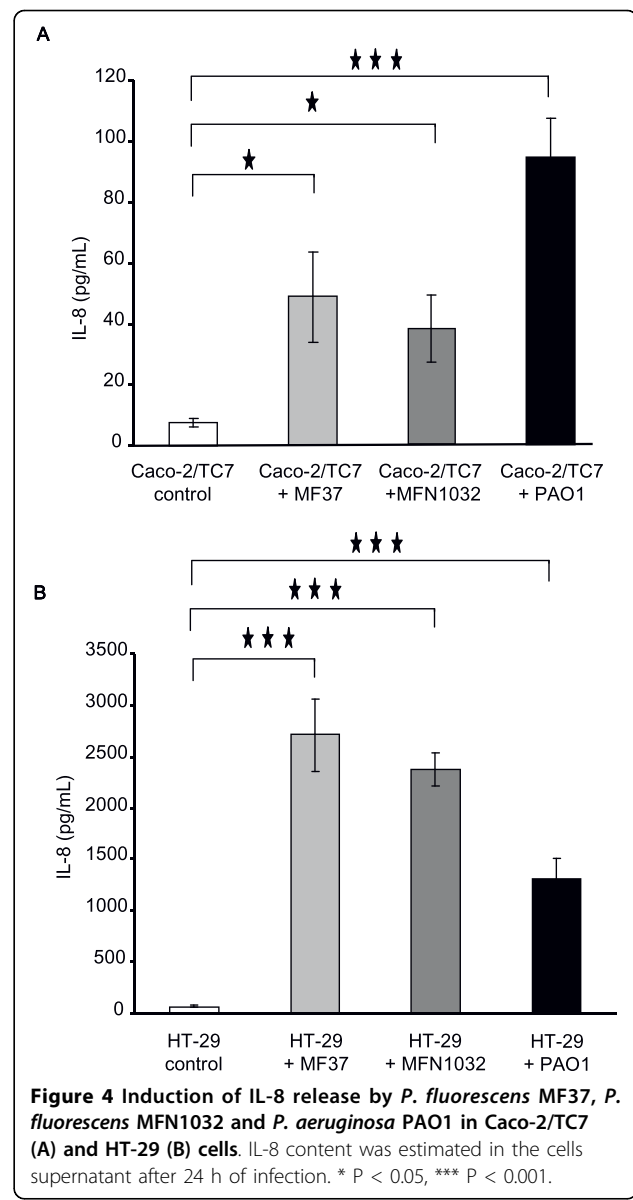 A
★ ★ ★
★
★
120
100
80
60
40
20
0
IL-8 (pg/mL)
Caco-2/TC7 control
Caco-2/TC7 + MF37
Caco-2/TC7 +MFN1032
Caco-2/TC7 + PAO1
B
★ ★ ★
★ ★ ★
★ ★ ★
3500
3000
2500
2000
1500
1000
500
0
IL-8 (pg/mL)
HT-29 control
HT-29 + MF37
HT-29 + MFN1032
HT-29 + PAO1
Figure 4 Induction of IL-8 release by P. fluorescens MF37, P.
fluorescens MFN1032 and P. aeruginosa PAO1 in Caco-2/TC7
(A) and HT-29 (B) cells. IL-8 content was estimated in the cells
supernatant after 24 h of infection. * P < 0.05, *** P < 0.001.